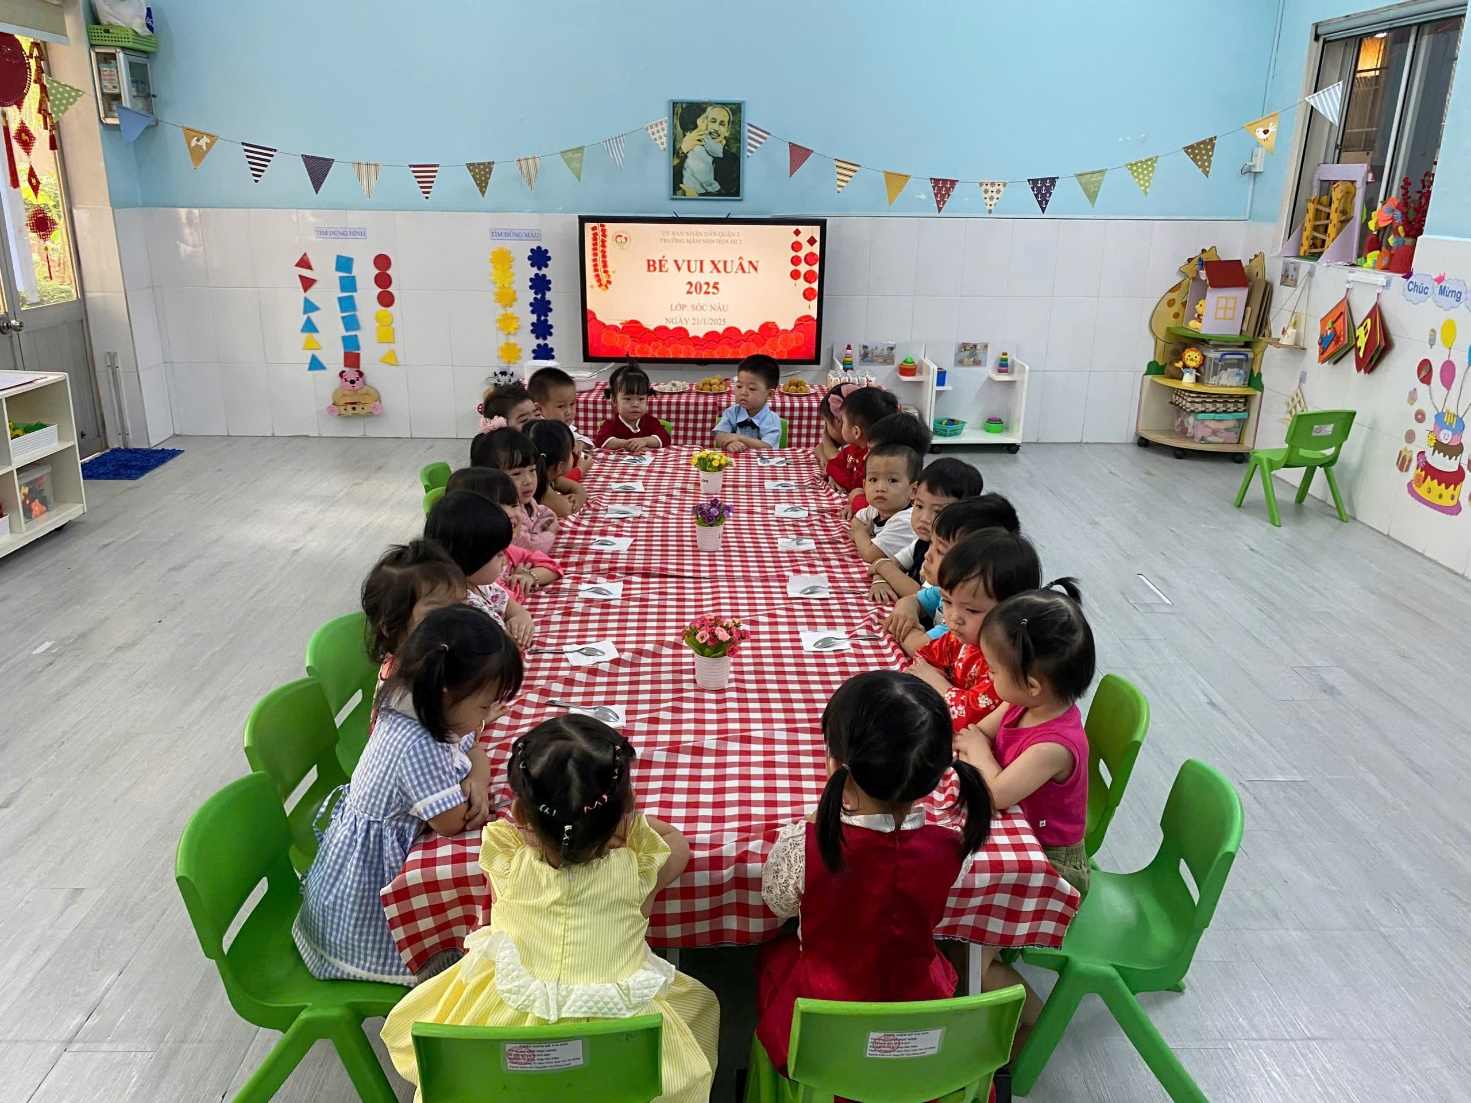 TÌM ĐÚNG HÌNH
TÌM ĐÚNG MÀU
ỦY BAN NHÂN DÂN QUẬN 3
TRƯỜNG MẦM NON HỌA MI 2
BÉ VUI XUÂN
2025
LỚP: SÓC NÂU
NGÀY 21/1/2025
Chúc Mừng